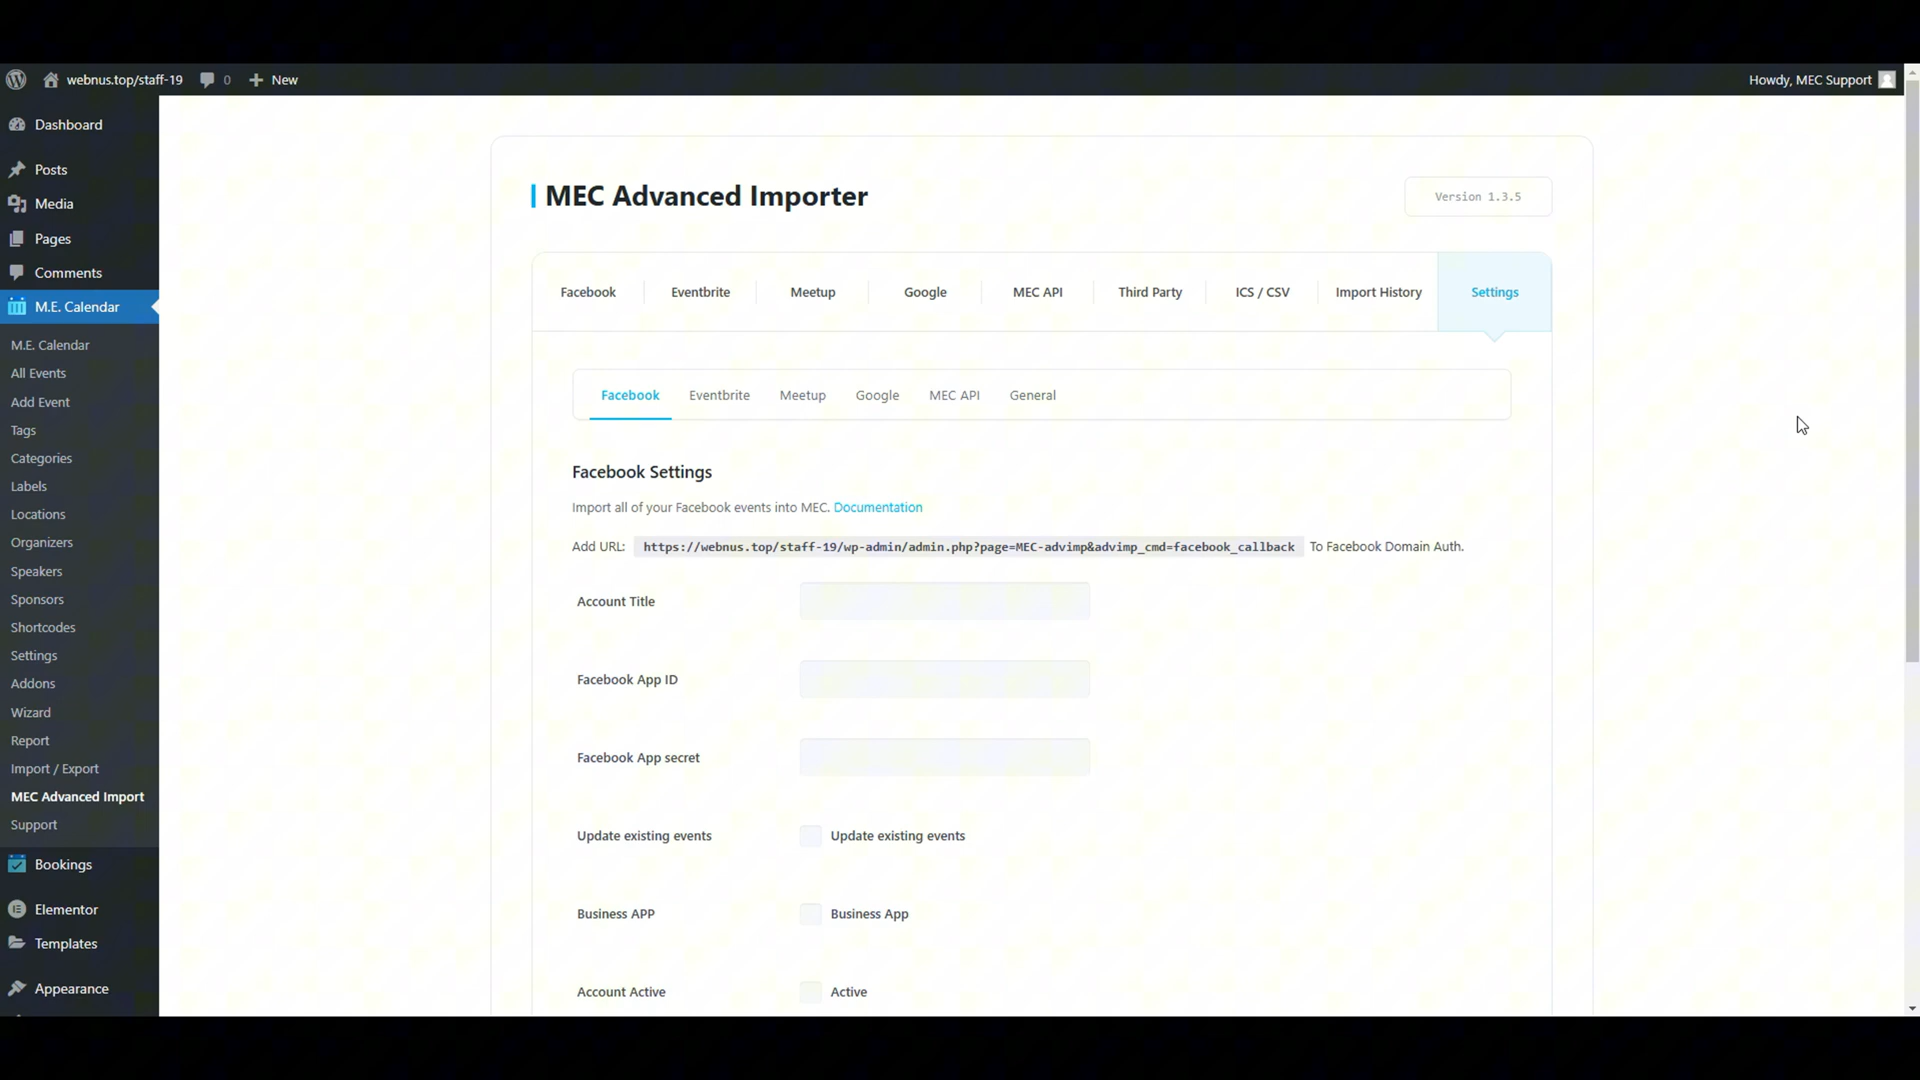 webnus.top/staff-19 0 New Howdy, MEC Support
Dashboard
Posts
Media
Pages
Comments
M.E. Calendar
M.E. Calendar
All Events
Add Event
Tags
Categories
Labels
Locations
Organizers
Speakers
Sponsors
Shortcodes
Settings
Addons
Wizard
Report
Import / Export
MEC Advanced Import
Support
Bookings
Elementor
Templates
Appearance
MEC Advanced Importer
Version 1.3.5
Facebook Eventbrite Meetup Google MEC API Third Party ICS / CSV Import History Settings
Facebook Eventbrite Meetup Google MEC API General
Facebook Settings
Import all of your Facebook events into MEC. Documentation
Add URL: https://webnus.top/staff-19/wp-admin/admin.php?page=MEC-advimp&advimp_cmd=facebook_callback To Facebook Domain Auth.
Account Title
Facebook App ID
Facebook App secret
Update existing events Update existing events
Business APP Business App
Account Active Active